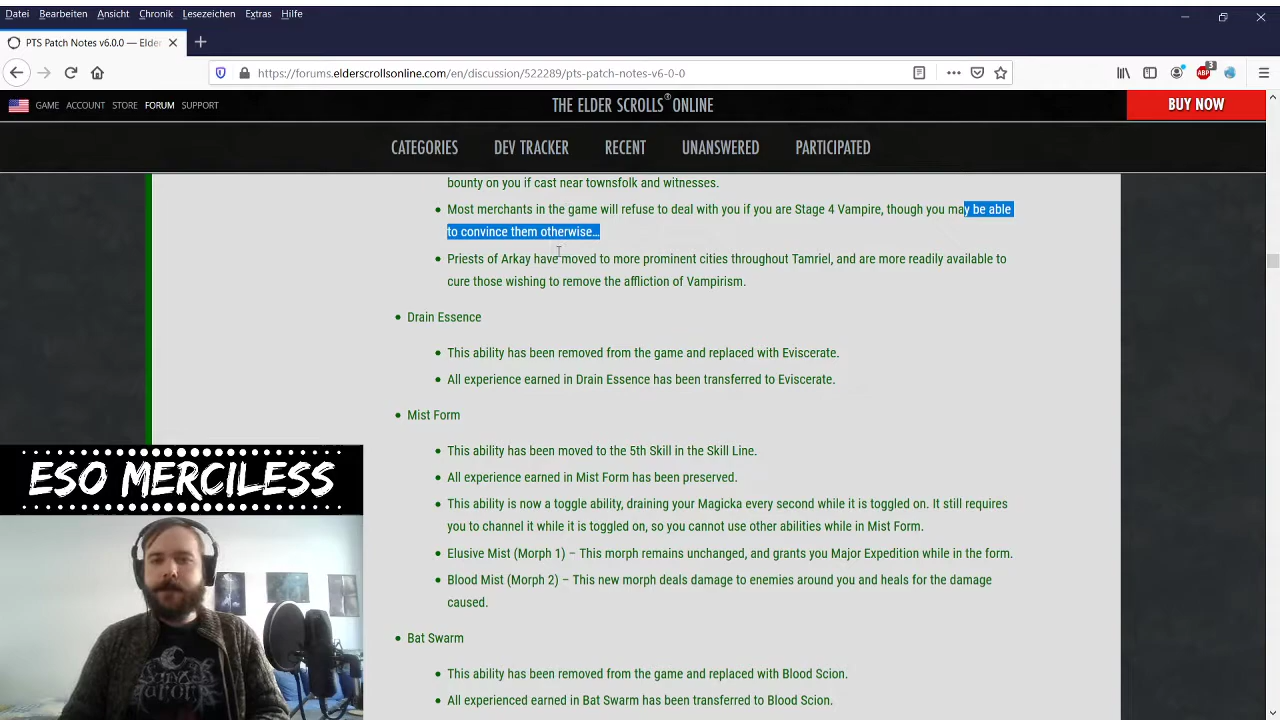 Datei Bearbeiten Ansicht Chronik Lesezeichen Extras Hilfe
PTS Patch Notes v6.0.0 — Elder
https://forums.elderscrollsonline.com/en/discussion/522289/pts-patch-notes-v6-0-0
ABP 3
GAME ACCOUNT STORE FORUM SUPPORT
THE ELDER SCROLLS® ONLINE
BUY NOW
CATEGORIES DEV TRACKER RECENT UNANSWERED PARTICIPATED
bounty on you if cast near townsfolk and witnesses.
Most merchants in the game will refuse to deal with you if you are Stage 4 Vampire, though you may be able
to convince them otherwise…
Priests of Arkay have moved to more prominent cities throughout Tamriel, and are more readily available to
cure those wishing to remove the affliction of Vampirism.
Drain Essence
This ability has been removed from the game and replaced with Eviscerate.
All experience earned in Drain Essence has been transferred to Eviscerate.
Mist Form
This ability has been moved to the 5th Skill in the Skill Line.
All experience earned in Mist Form has been preserved.
This ability is now a toggle ability, draining your Magicka every second while it is toggled on. It still requires
you to channel it while it is toggled on, so you cannot use other abilities while in Mist Form.
Elusive Mist (Morph 1) – This morph remains unchanged, and grants you Major Expedition while in the form.
Blood Mist (Morph 2) – This new morph deals damage to enemies around you and heals for the damage
caused.
Bat Swarm
This ability has been removed from the game and replaced with Blood Scion.
All experienced earned in Bat Swarm has been transferred to Blood Scion.
ESO MERCILESS